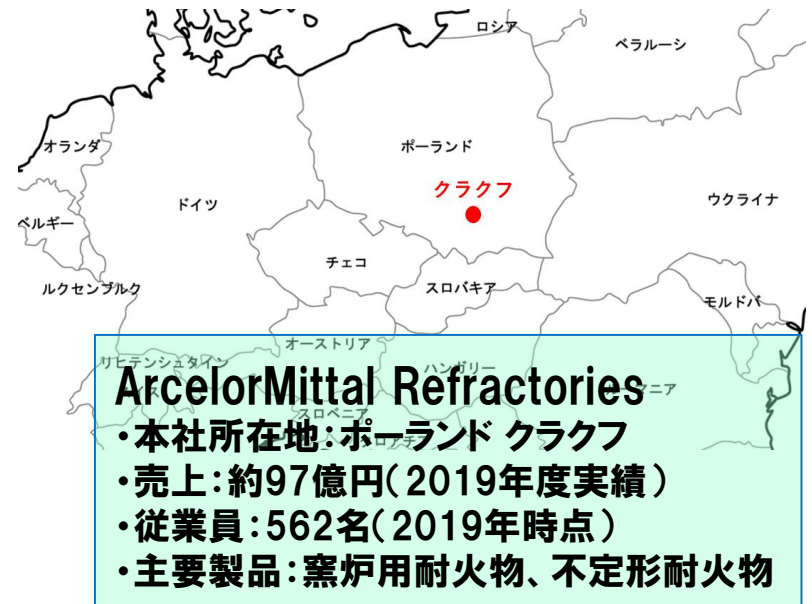 ロシア
ベラルーシ
オランダ
ポーランド
クラクフ
ドイツ
ウクライナ
ベルギー
チェコ
ルクセンブルク
スロバキア
モルドバ
オーストリア
リヒテンシュタイン
ハンガリー
ArcelorMittal Refractories
ニア
スロベニア
・本社所在地:ポーランド クラクフ
・売上:約97億円(2019年度実績)
・従業員:562名(2019年時点)
・主要製品:窯炉用耐火物、不定形耐火物